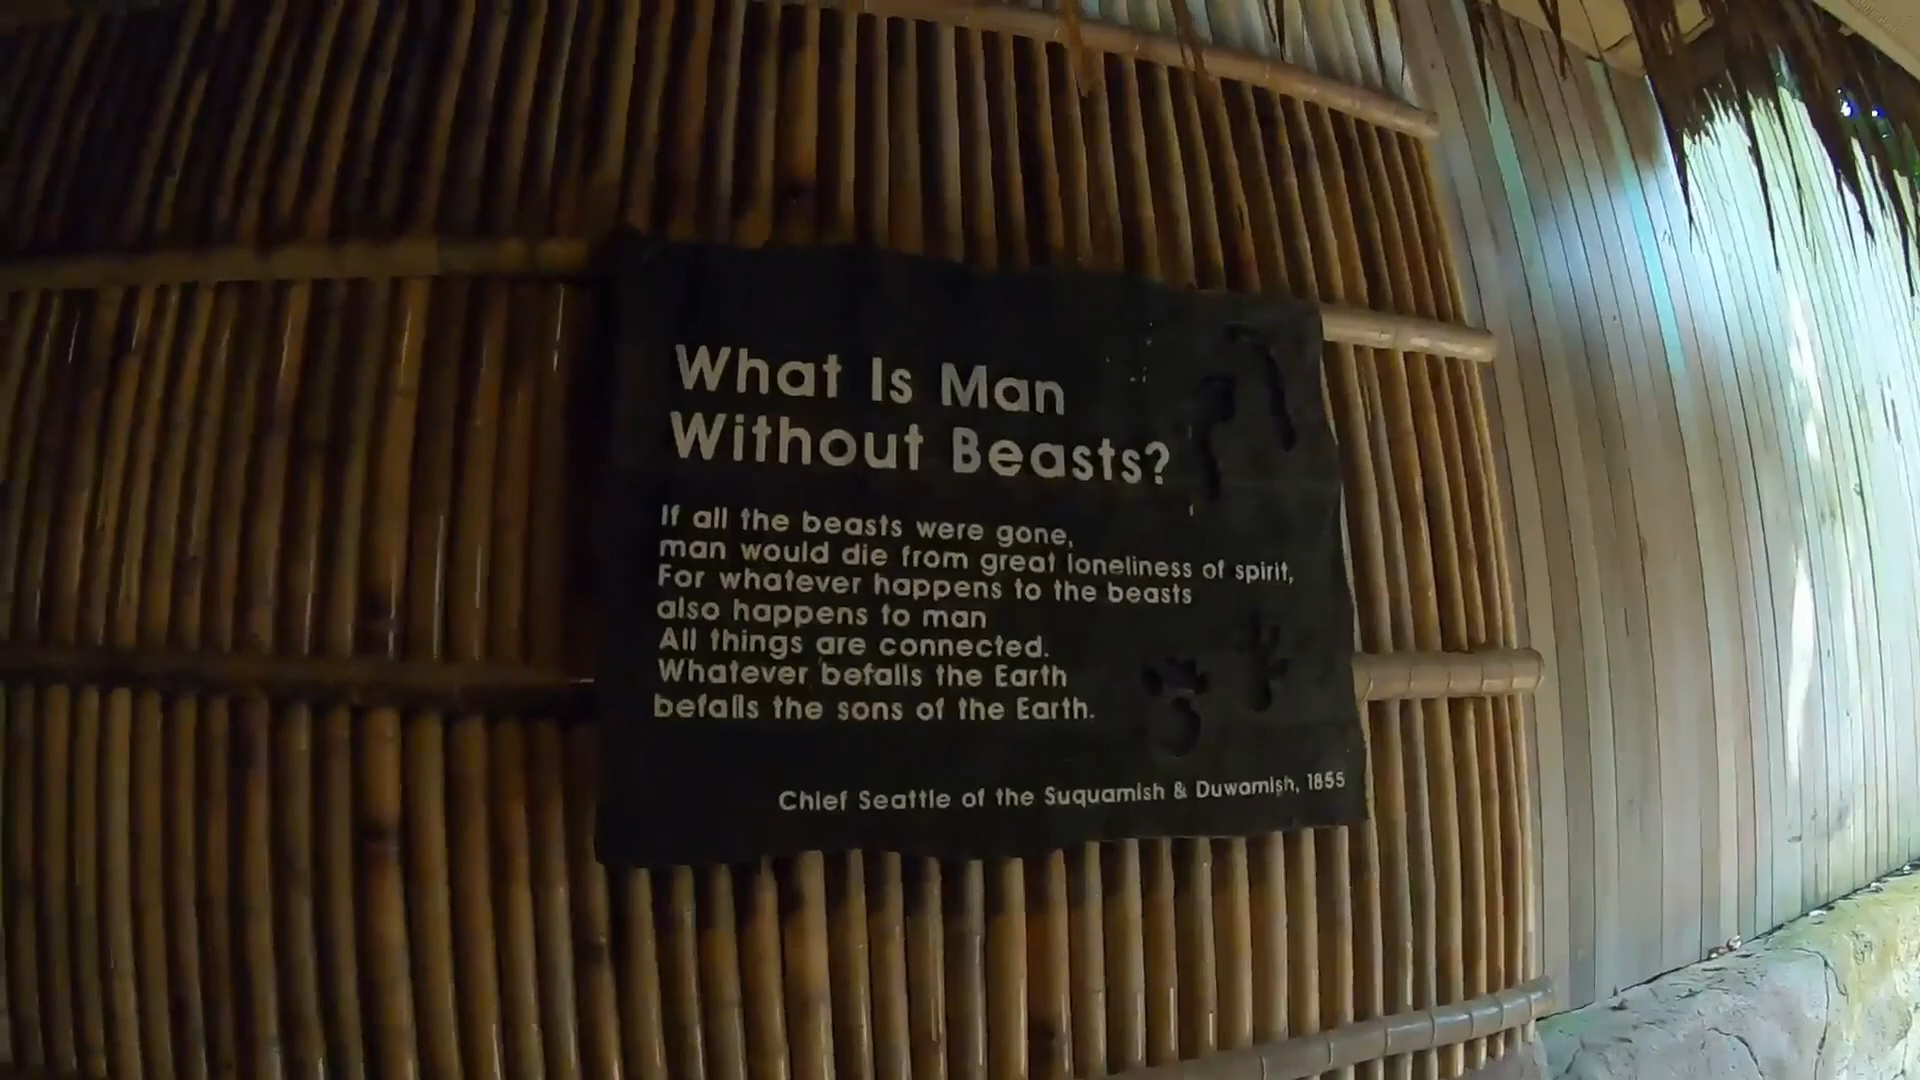 What Is Man
Without Beasts?
If all the beasts were gone,
man would die from great loneliness of spirit,
For whatever happens to the beasts
also happens to man
All things are connected.
Whatever befalls the Earth
befalls the sons of the Earth.
Chief Seattle of the Suquamish & Duwamish, 1855